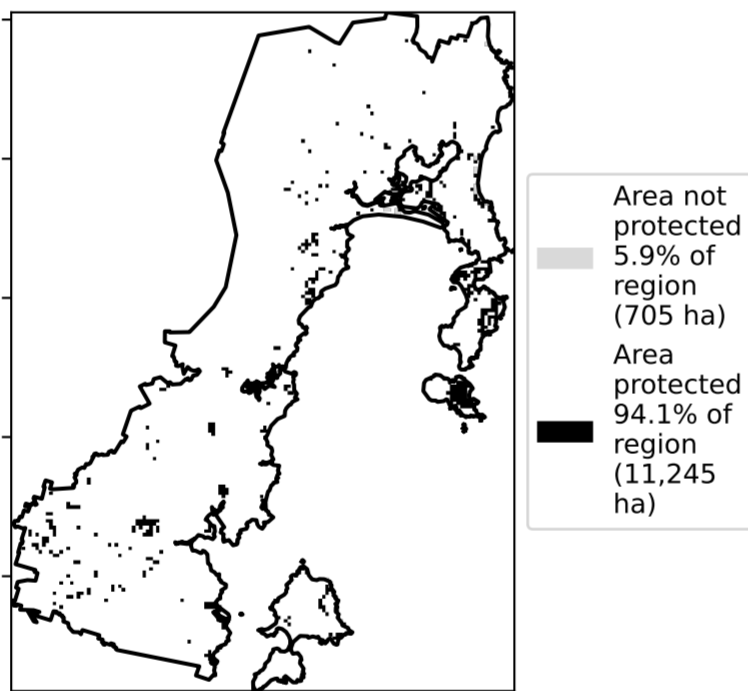 Area not
protected
5.9% of
region
(705 ha)
Area
protected
94.1% of
region
(11,245
ha)